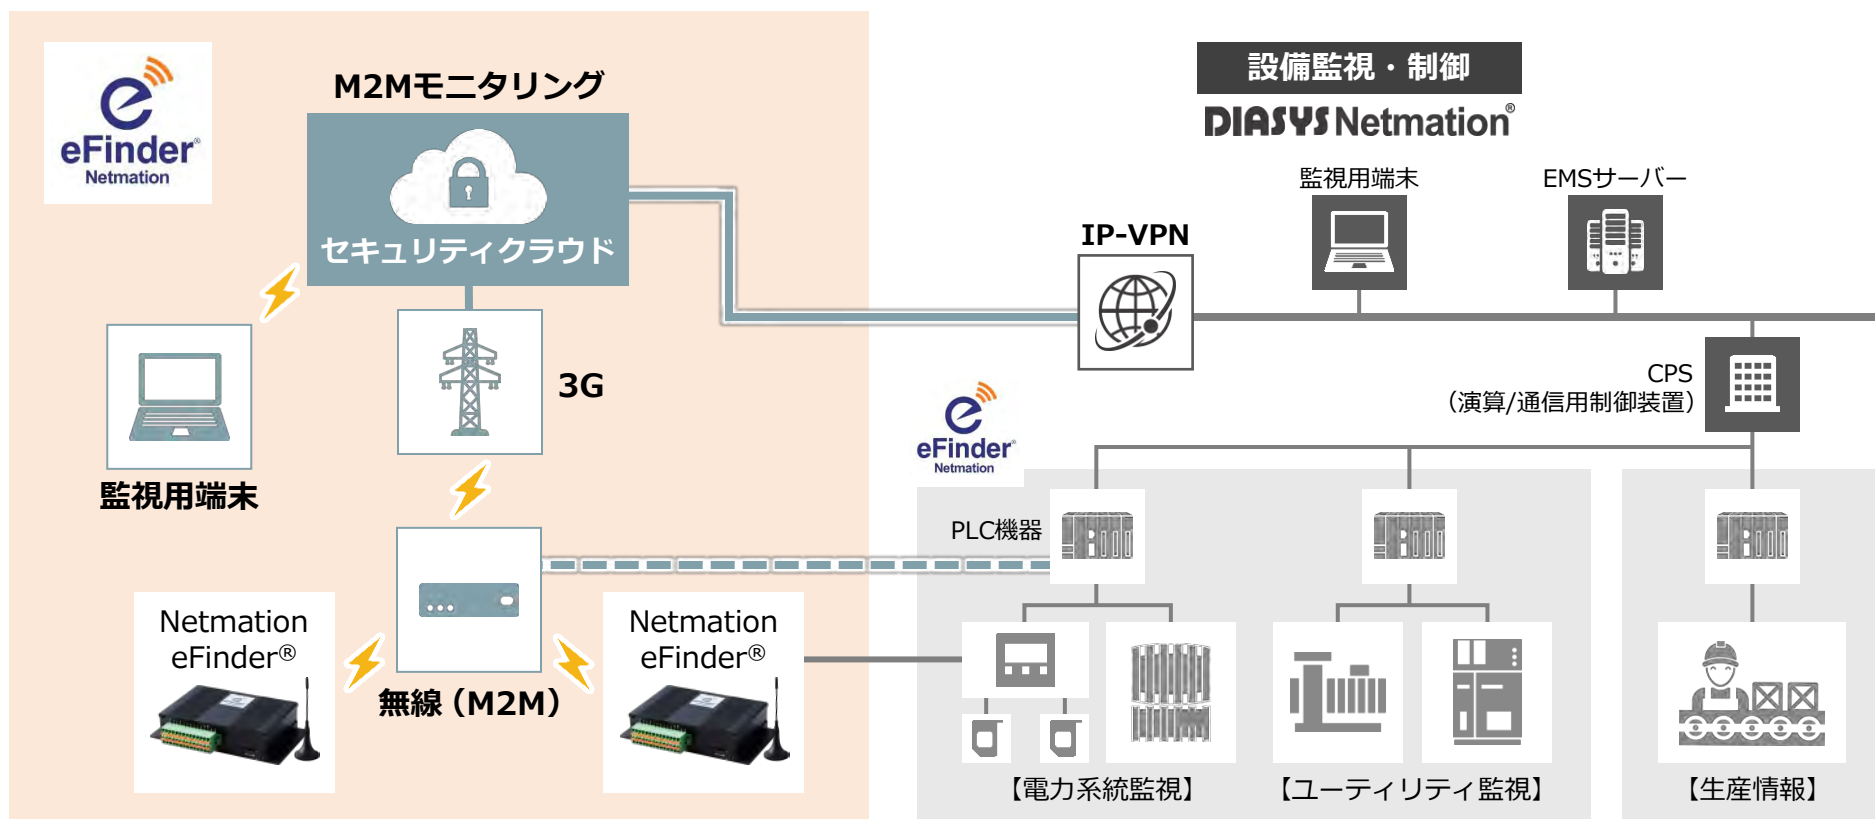 eFinder®
Netmation
M2Mモニタリング
セキュリティクラウド
監視用端末
3G
Netmation
eFinder®
無線（M2M）
Netmation
eFinder®
設備監視・制御
DIASYS Netmation®
監視用端末
EMSサーバー
IP-VPN
CPS
（演算/通信用制御装置）
eFinder®
Netmation
PLC機器
【電力系統監視】
【ユーティリティ監視】
【生産情報】